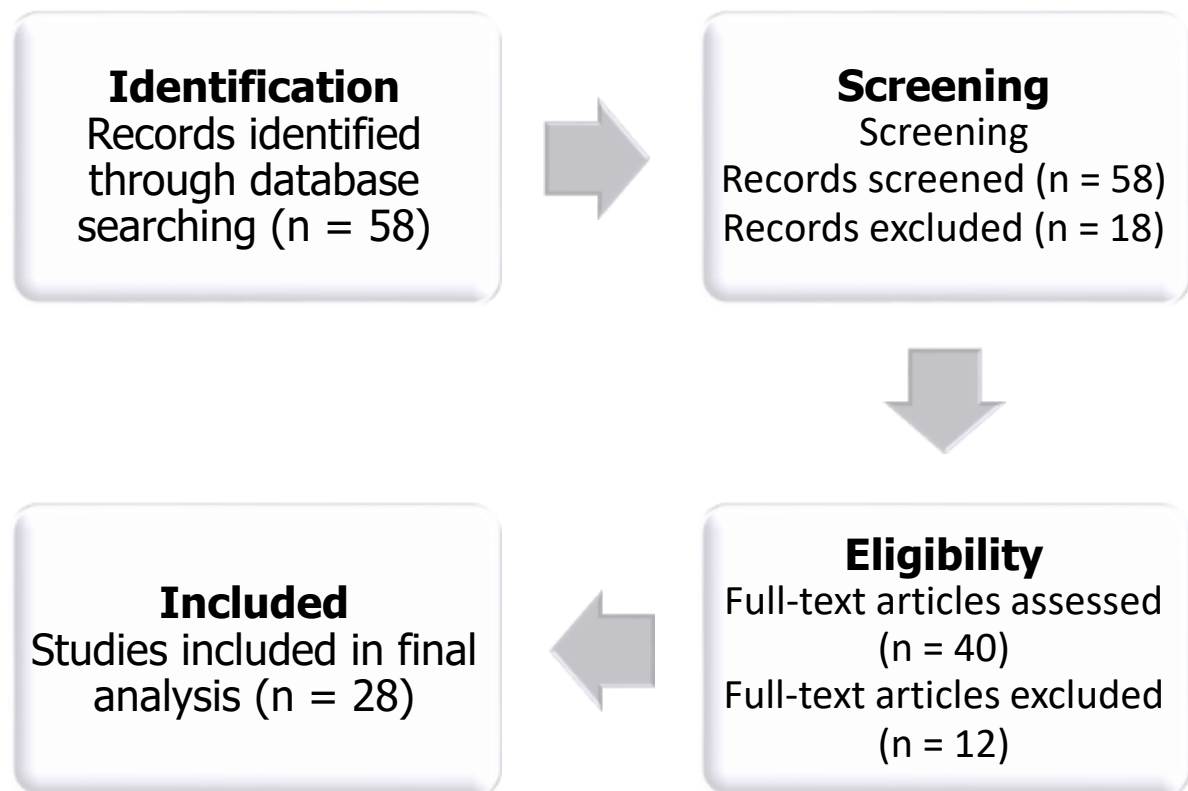 Identification
Records identified
through database
searching (n = 58)
Screening
Screening
Records screened (n = 58)
Records excluded (n = 18)
Eligibility
Full-text articles assessed
(n = 40)
Full-text articles excluded
(n = 12)
Included
Studies included in final
analysis (n = 28)